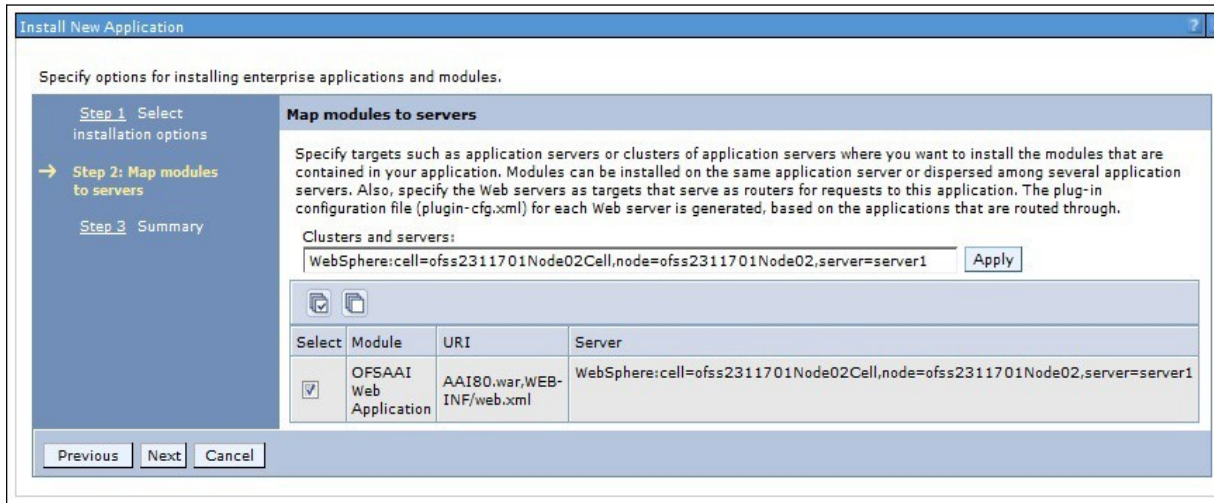 Install New Application
?
Specify options for installing enterprise applications and modules.
Step 1 Select
installation options
Step 2: Map modules
to servers
Step 3 Summary
Map modules to servers
Specify targets such as application servers or clusters of application servers where you want to install the modules that are
contained in your application. Modules can be installed on the same application server or dispersed among several application
servers. Also, specify the Web servers as targets that serve as routers for requests to this application. The plug-in
configuration file (plugin-cfg.xml) for each Web server is generated, based on the applications that are routed through.
Clusters and servers:
WebSphere:cell=ofss2311701Node02Cell,node=ofss2311701Node02,server=server1 Apply
Select Module URI Server
OFSAAI
Web
Application
AAI80.war,WEB-
INF/web.xml
WebSphere:cell=ofss2311701Node02Cell,node=ofss2311701Node02,server=server1
Previous Next Cancel